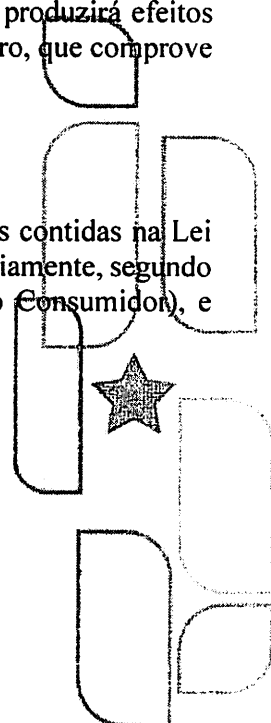 produzirá efeitos
ro, que comprove
s contidas na Lei
iamente, segundo
o Consumidor), e